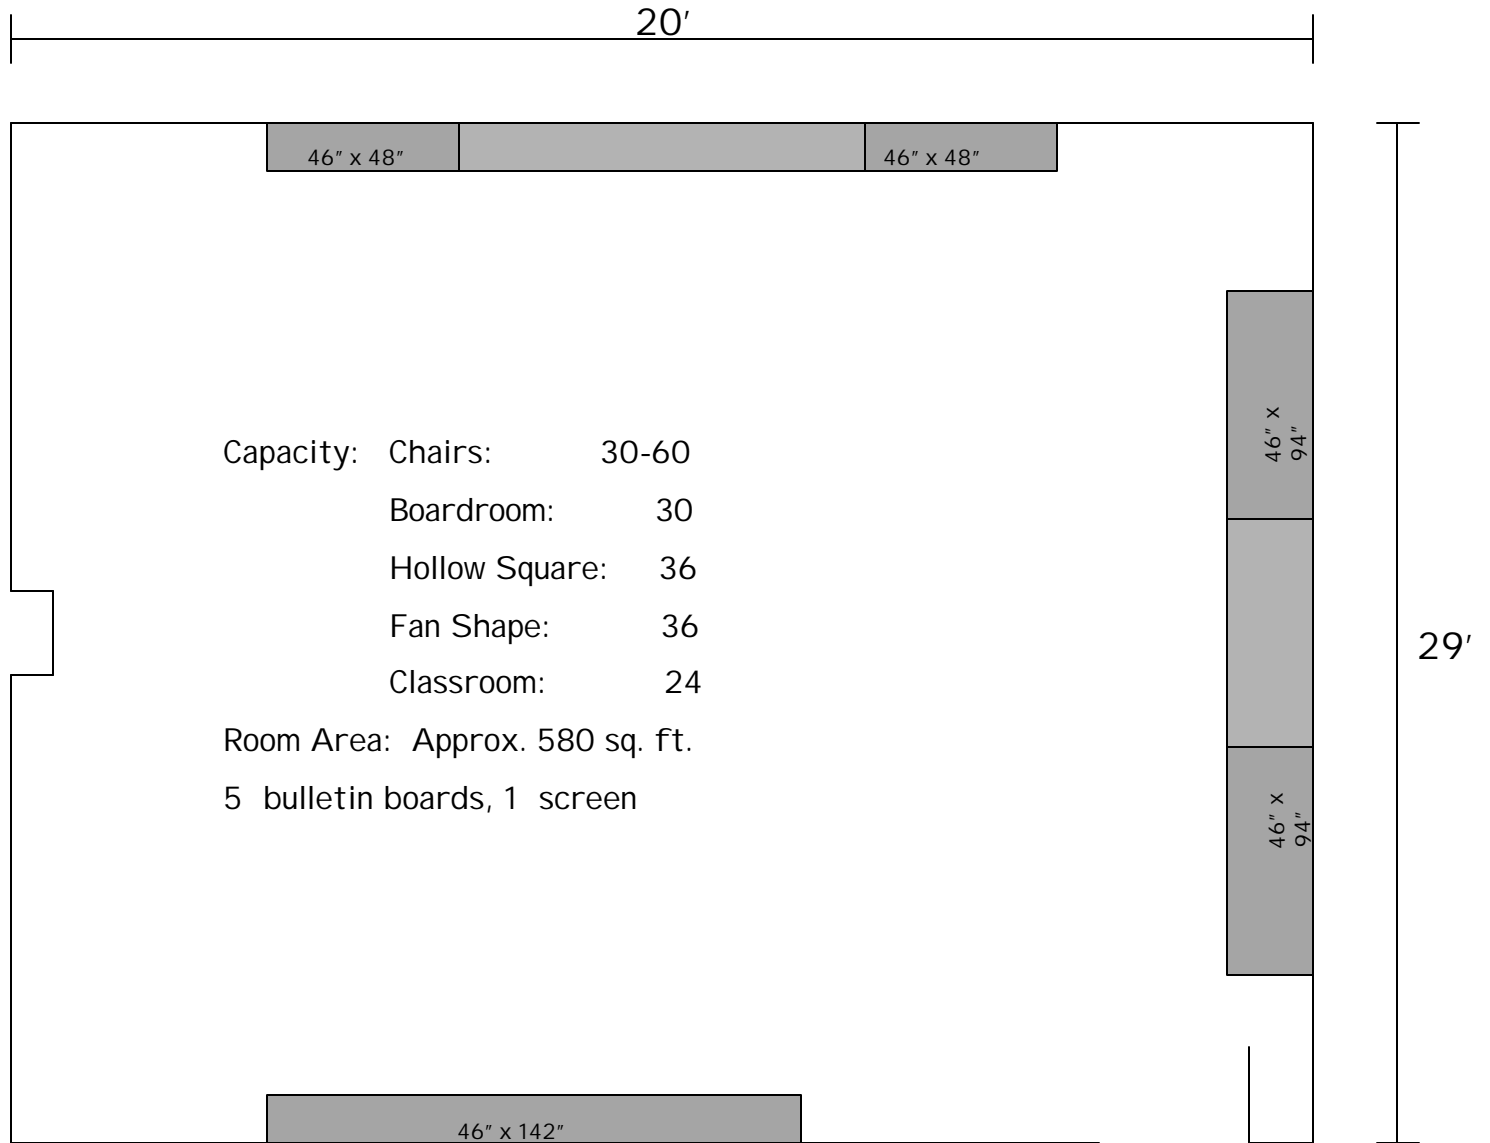 20′
46″ x 48″
46″ x 48″
46″ x
94″
Capacity: Chairs: 30-60
Boardroom: 30
Hollow Square: 36
Fan Shape: 36
29′
Classroom: 24
Room Area: Approx. 580 sq. ft.
5 bulletin boards, 1 screen
46″ x
94″
46″ x 142″